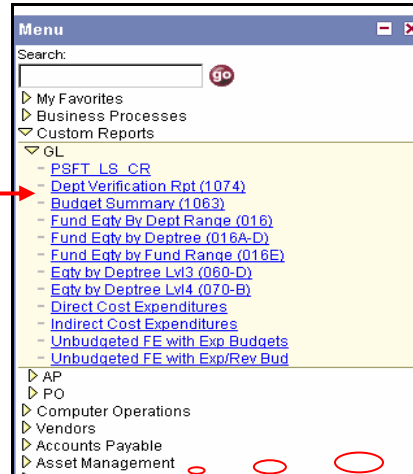 Menu
Search:
go
My Favorites
Business Processes
Custom Reports
GL
PSFT_LS_CR
Dept Verification Rpt (1074)
Budget Summary (1063)
Fund Eqty By Dept Range (016)
Fund Eqty by Deptree (016A-D)
Fund Eqty by Fund Range (016E)
Eqty by Deptree Lvl3 (060-D)
Eqty by Deptree Lvl4 (070-B)
Direct Cost Expenditures
Indirect Cost Expenditures
Unbudgeted FE with Exp Budgets
Unbudgeted FE with Exp/Rev Bud
AP
PO
Computer Operations
Vendors
Accounts Payable
Asset Management